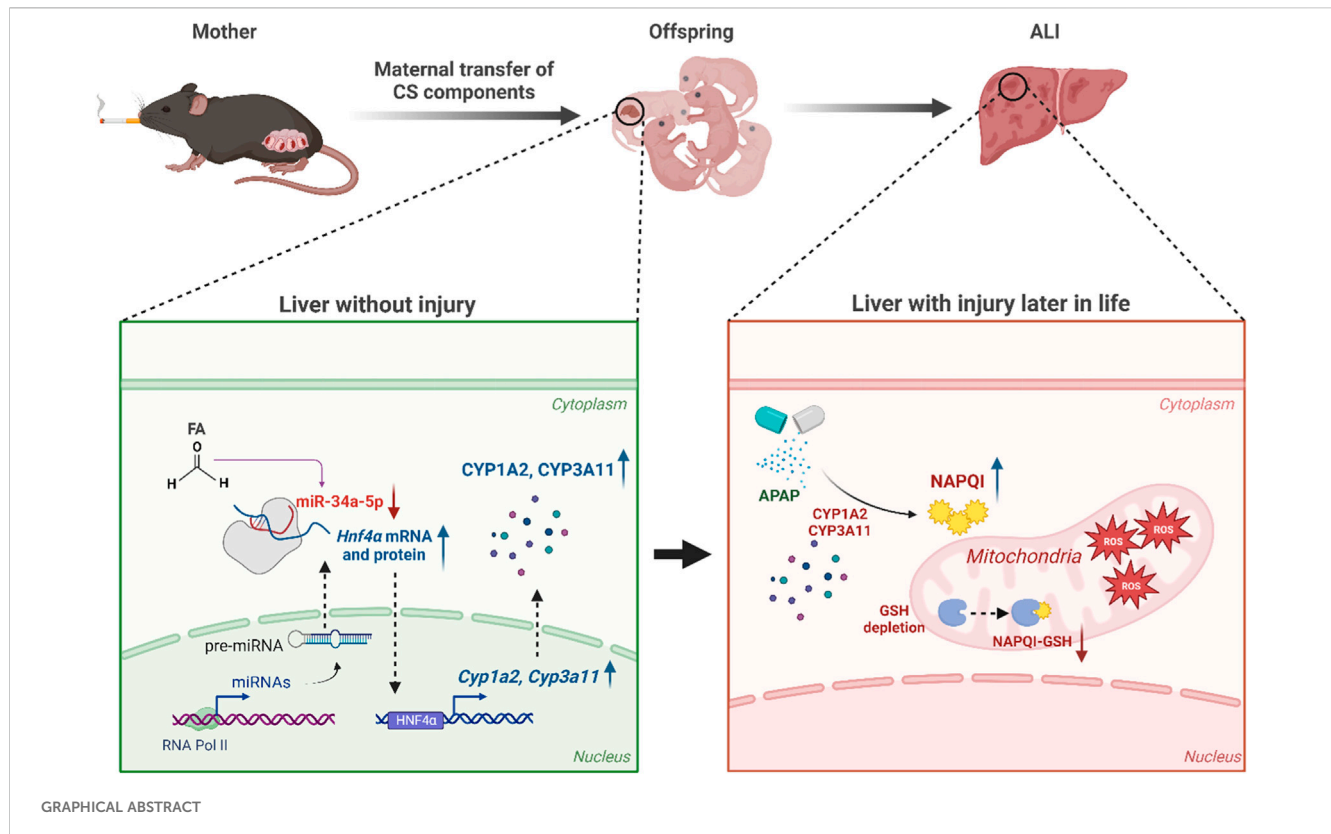 Mother
Offspring
ALI
Maternal transfer of
CS components
Liver without injury
Cytoplasm
FA
O
H
H
miR-34a-5p
Hnf4α mRNA
and protein
CYP1A2, CYP3A11
pre-miRNA
miRNAs
RNA Pol II
HNF4α
Cyp1a2, Cyp3a11
Nucleus
Liver with injury later in life
Cytoplasm
APAP
CYP1A2
CYP3A11
NAPQI
Mitochondria
ROS
ROS
ROS
GSH
depletion
NAPQI-GSH
Nucleus
GRAPHICAL ABSTRACT